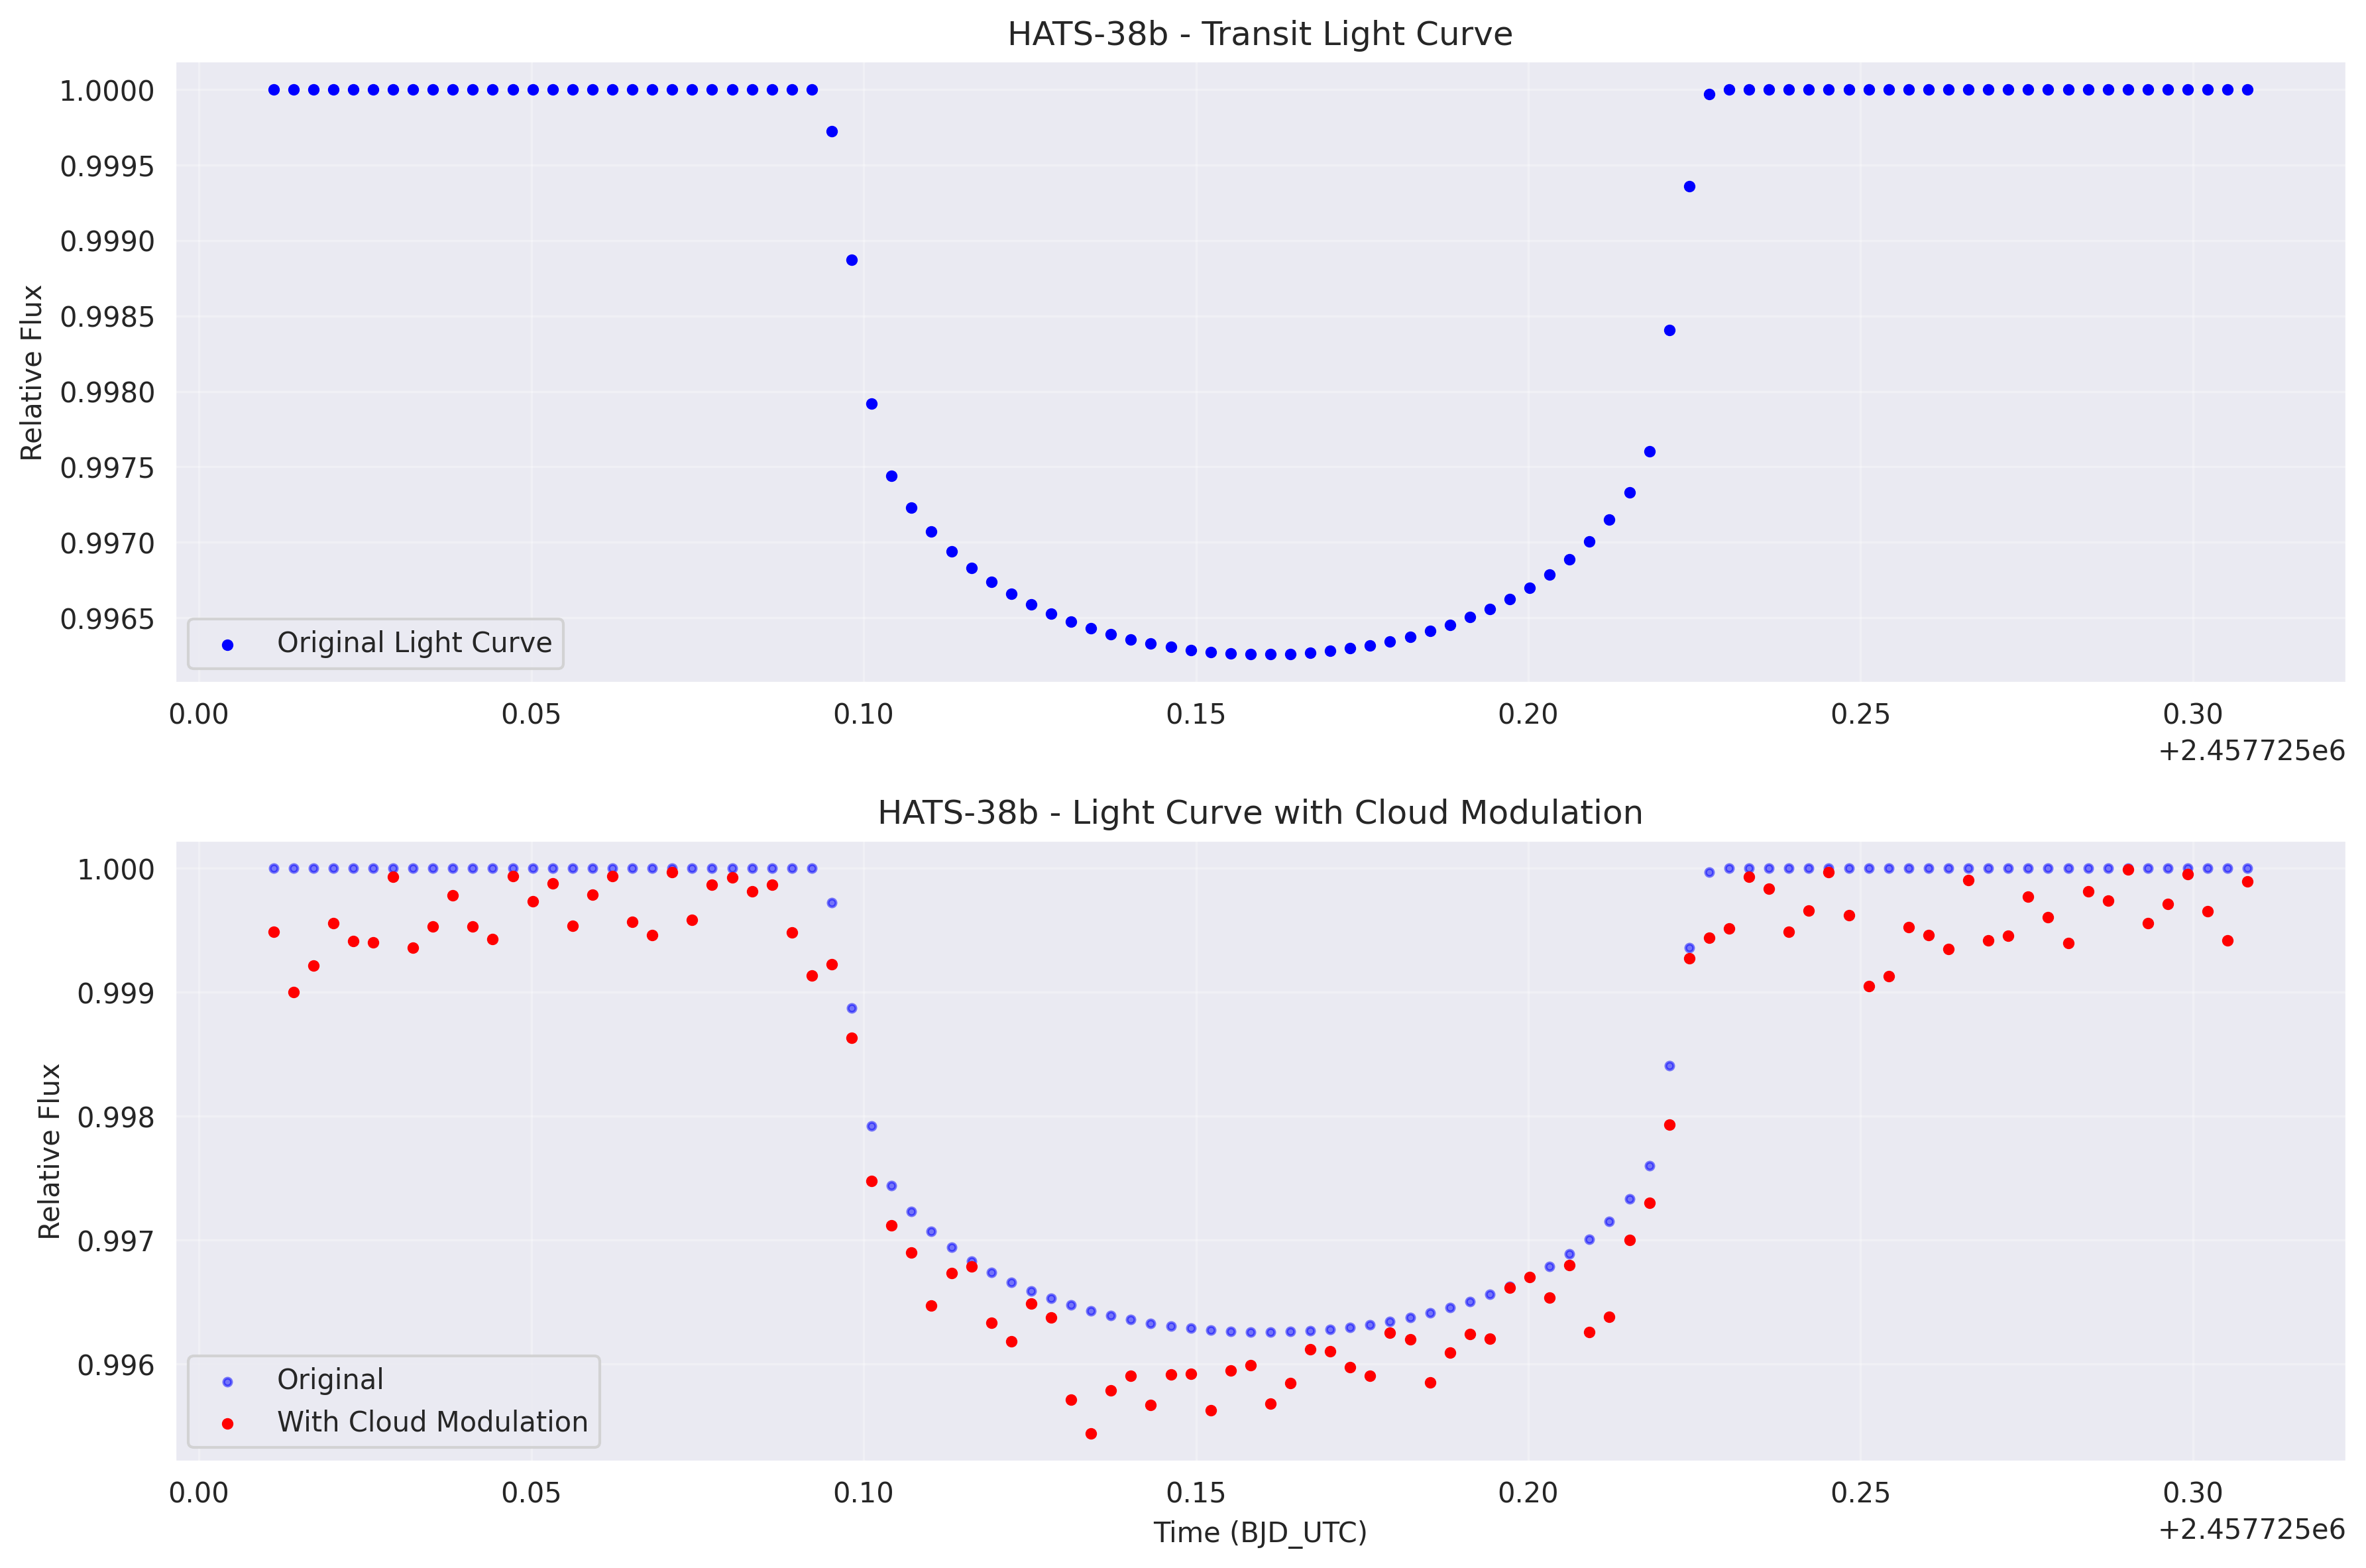 HATS-38b - Transit Light Curve
Relative Flux
1.0000
0.9995
0.9990
0.9985
0.9980
0.9975
0.9970
0.9965
Original Light Curve
0.00 0.05 0.10 0.15 0.20 0.25 0.30
+2.457725e6
HATS-38b - Light Curve with Cloud Modulation
Relative Flux
1.000
0.999
0.998
0.997
0.996
Original
With Cloud Modulation
0.00 0.05 0.10 0.15 0.20 0.25 0.30
Time (BJD_UTC)
+2.457725e6